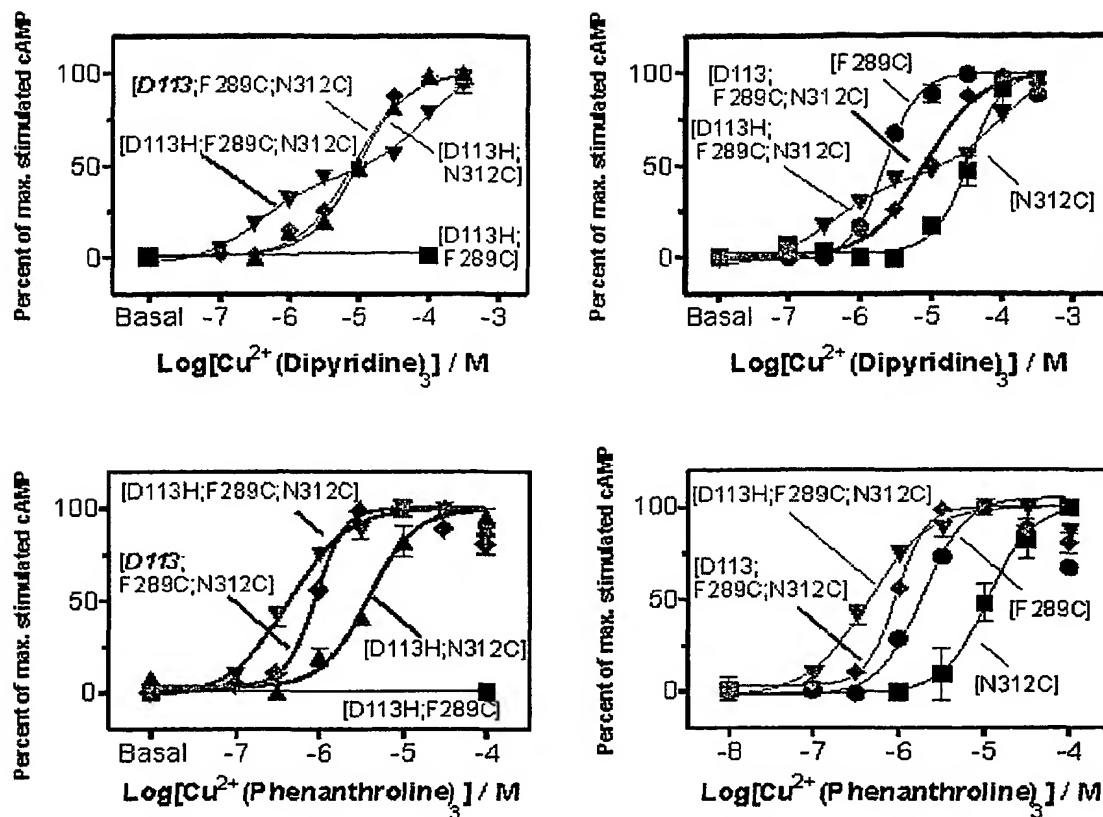 Percent of max. stimulated cAMP
100
50
0
[D113;F289C;N312C]
[D113H;F289C;N312C]
[D113H;
N312C]
[D113H;
F289C]
Basal -7 -6 -5 -4 -3
Log[Cu²⁺(Dipyridine)₃] / M
Percent of max. stimulated cAMP
100
50
0
[F289C]
[D113;
F289C;N312C]
[D113H;
F289C;N312C]
[N312C]
Basal -7 -6 -5 -4 -3
Log[Cu²⁺(Dipyridine)₃] / M
Percent of max. stimulated cAMP
100
50
0
[D113H;F289C;N312C]
[D113;
F289C;N312C]
[D113H;N312C]
[D113H;F289C]
Basal -7 -6 -5 -4
Log[Cu²⁺(Phenanthroline)₃] / M
Percent of max. stimulated cAMP
100
50
0
[D113H;F289C;N312C]
[D113;
F289C;N312C]
[F289C]
[N312C]
-8 -7 -6 -5 -4
Log[Cu²⁺(Phenanthroline)₃] / M